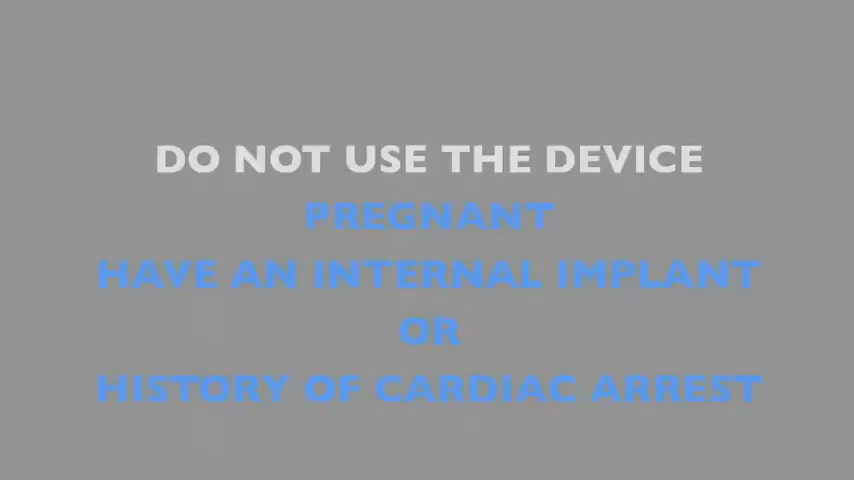 DO NOT USE THE DEVICE
PREGNANT
HAVE AN INTERNAL IMPLANT
OR
HISTORY OF CARDIAC ARREST